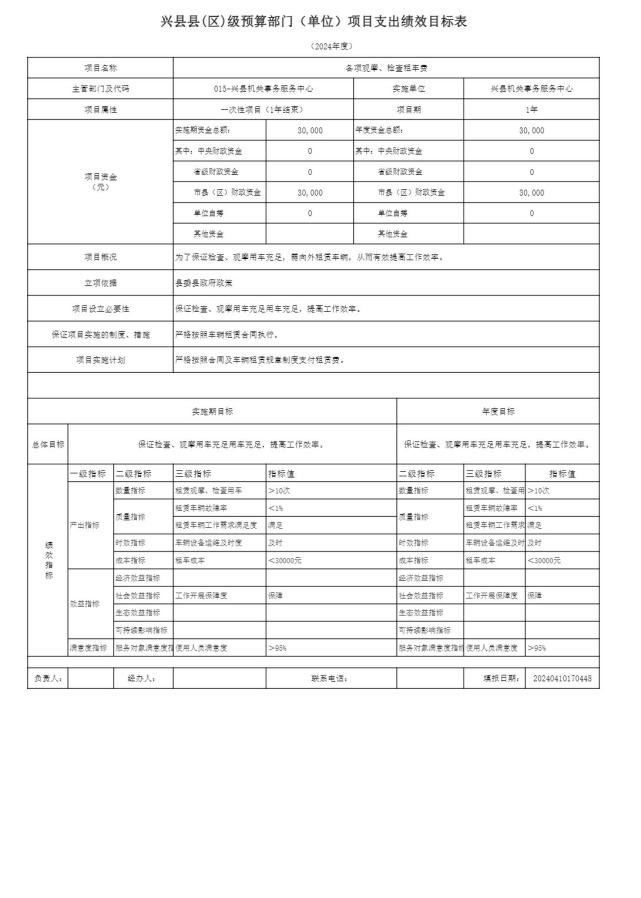 兴县县(区)级预算部门（单位）项目支出绩效目标表
（2024年度）
项目名称 各项观摩、检查租车费
主管部门及代码 015-兴县机关事务服务中心 实施单位 兴县机关事务服务中心
项目属性 一次性项目（1年结束） 项目期 1年
项目资金（元） 实施期资金总额： 30,000 年度资金总额： 30,000
其中：中央财政资金 0 其中：中央财政资金 0
省级财政资金 0 省级财政资金 0
市县（区）财政资金 30,000 市县（区）财政资金 30,000
单位自筹 0 单位自筹 0
其他资金 其他资金
项目概况 为了保证检查、观摩用车充足，需向外租赁车辆，从而有效提高工作效率。
立项依据 县委县政府政策
项目设立必要性 保证检查、观摩用车充足用车充足，提高工作效率。
保证项目实施的制度、措施 严格按照车辆租赁合同执行。
项目实施计划 严格按照合同及车辆租赁规章制度支付租赁费。
实施期目标 年度目标
总体目标 保证检查、观摩用车充足用车充足，提高工作效率。 保证检查、观摩用车充足用车充足，提高工作效率。
绩效指标 一级指标 二级指标 三级指标 指标值 二级指标 三级指标 指标值
产出指标 数量指标 租赁观摩、检查用车 ＞10次 数量指标 租赁观摩、检查用 ＞10次
质量指标 租赁车辆故障率 ＜1% 质量指标 租赁车辆故障率 ＜1%
租赁车辆工作需求满足度 满足 租赁车辆工作需求 满足
时效指标 车辆设备运维及时度 及时 时效指标 车辆设备运维及时 及时
成本指标 租车成本 ＜30000元 成本指标 租车成本 ＜30000元
效益指标 经济效益指标 经济效益指标
社会效益指标 工作开展保障度 保障 社会效益指标 工作开展保障度 保障
生态效益指标 生态效益指标
可持续影响指标 可持续影响指标
满意度指标 服务对象满意度指 使用人员满意度 ＞95% 服务对象满意度指 使用人员满意度 ＞95%
负责人： 经办人： 联系电话： 填报日期： 20240410170448